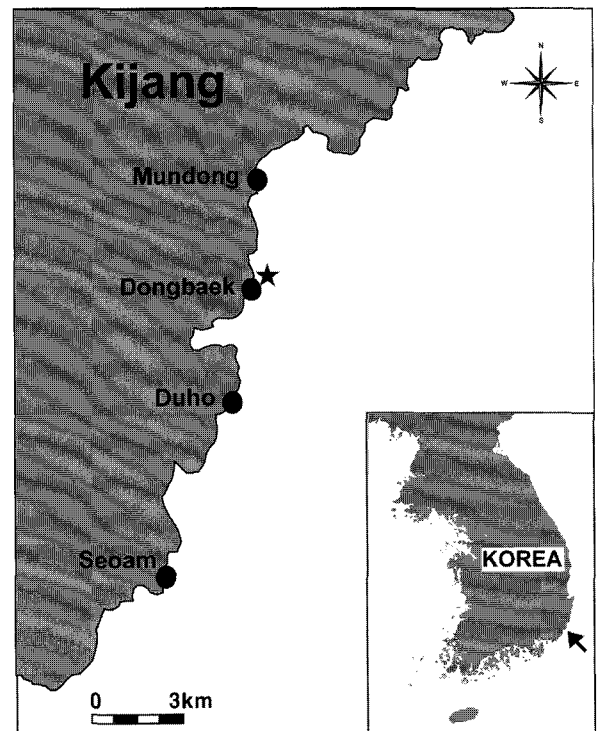 Kijang
N
W E
S
Mundong
Dongbaek
Duho
Seoam
KOREA
0 3km